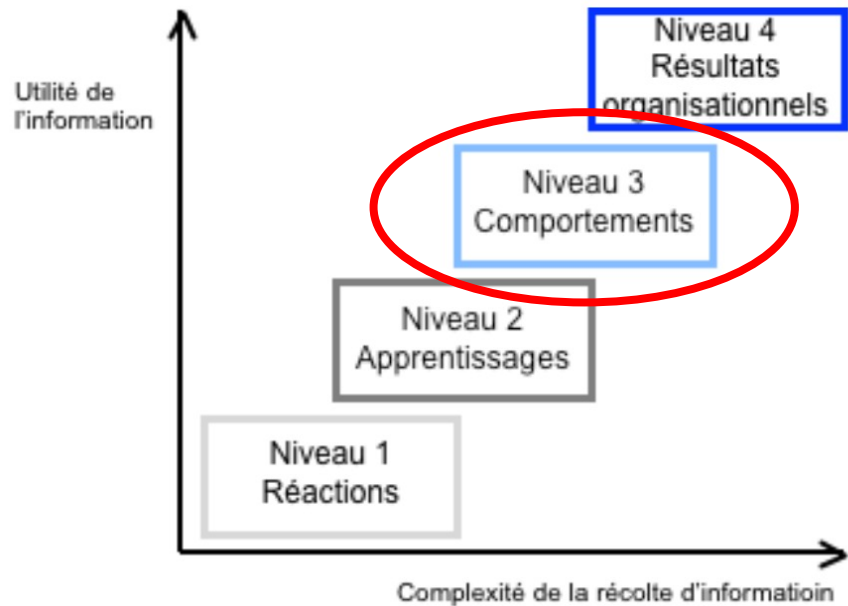 Niveau 4
Résultats
organisationnels
Utilité de
l'information
Niveau 3
Comportements
Niveau 2
Apprentissages
Niveau 1
Réactions
Complexité de la récolte d'informatioin